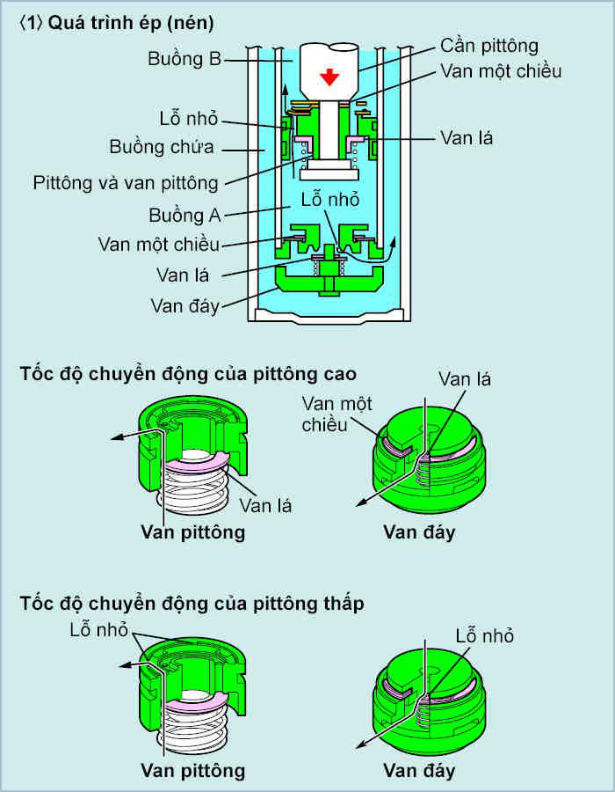 〈1〉 Quá trình ép (nén)
Buồng B
Cần pittông
Van một chiều
Lỗ nhỏ
Van lá
Buồng chứa
Pittông và van pittông
Lỗ nhỏ
Buồng A
Van một chiều
Van lá
Van đáy
Tốc độ chuyển động của pittông cao
Van lá
Van một
chiều
Van lá
Van pittông
Van đáy
Tốc độ chuyển động của pittông thấp
Lỗ nhỏ
Lỗ nhỏ
Van pittông
Van đáy